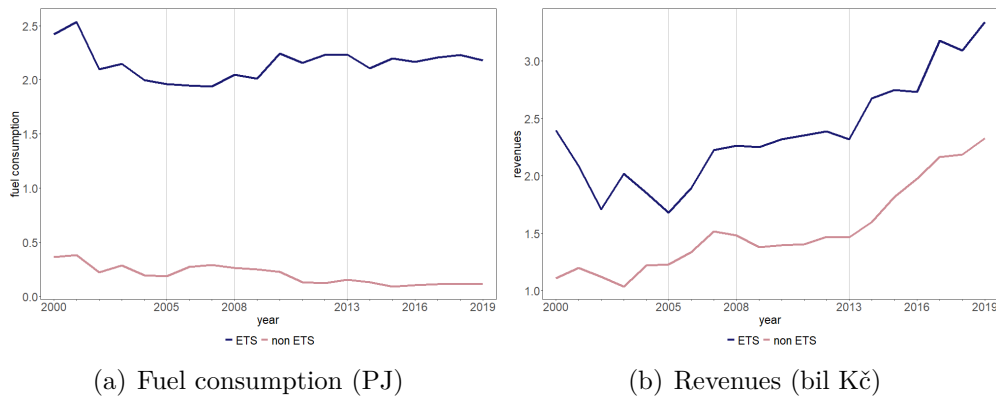 fuel consumption
2.5
2.0
1.5
1.0
0.5
0.0
2000 2005 2008 2013 2019
year
ETS non ETS
(a) Fuel consumption (PJ)
revenues
3.0
2.5
2.0
1.5
1.0
2000 2005 2008 2013 2019
year
ETS non ETS
(b) Revenues (bil Kč)